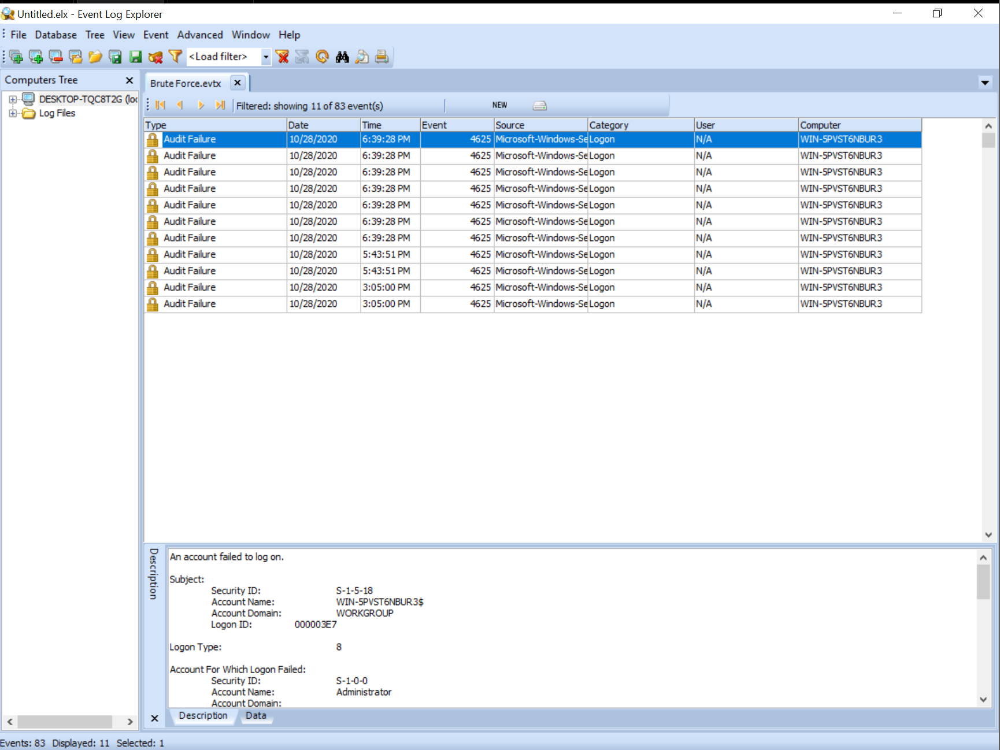 Untitled.elx - Event Log Explorer
File Database Tree View Event Advanced Window Help
<Load filter>
Computers Tree
DESKTOP-TQC8T2G (loc
Log Files
Brute Force.evtx
Filtered: showing 11 of 83 event(s) NEW
Type Date Time Event Source Category User Computer
Audit Failure 10/28/2020 6:39:28 PM 4625 Microsoft-Windows-Se Logon N/A WIN-5PVST6NBUR3
Audit Failure 10/28/2020 6:39:28 PM 4625 Microsoft-Windows-Se Logon N/A WIN-5PVST6NBUR3
Audit Failure 10/28/2020 6:39:28 PM 4625 Microsoft-Windows-Se Logon N/A WIN-5PVST6NBUR3
Audit Failure 10/28/2020 6:39:28 PM 4625 Microsoft-Windows-Se Logon N/A WIN-5PVST6NBUR3
Audit Failure 10/28/2020 6:39:28 PM 4625 Microsoft-Windows-Se Logon N/A WIN-5PVST6NBUR3
Audit Failure 10/28/2020 6:39:28 PM 4625 Microsoft-Windows-Se Logon N/A WIN-5PVST6NBUR3
Audit Failure 10/28/2020 6:39:28 PM 4625 Microsoft-Windows-Se Logon N/A WIN-5PVST6NBUR3
Audit Failure 10/28/2020 5:43:51 PM 4625 Microsoft-Windows-Se Logon N/A WIN-5PVST6NBUR3
Audit Failure 10/28/2020 5:43:51 PM 4625 Microsoft-Windows-Se Logon N/A WIN-5PVST6NBUR3
Audit Failure 10/28/2020 3:05:00 PM 4625 Microsoft-Windows-Se Logon N/A WIN-5PVST6NBUR3
Audit Failure 10/28/2020 3:05:00 PM 4625 Microsoft-Windows-Se Logon N/A WIN-5PVST6NBUR3
Description
An account failed to log on.
Subject:
Security ID: S-1-5-18
Account Name: WIN-5PVST6NBUR3$
Account Domain: WORKGROUP
Logon ID: 000003E7
Logon Type: 8
Account For Which Logon Failed:
Security ID: S-1-0-0
Account Name: Administrator
Account Domain:
Description Data
Events: 83 Displayed: 11 Selected: 1